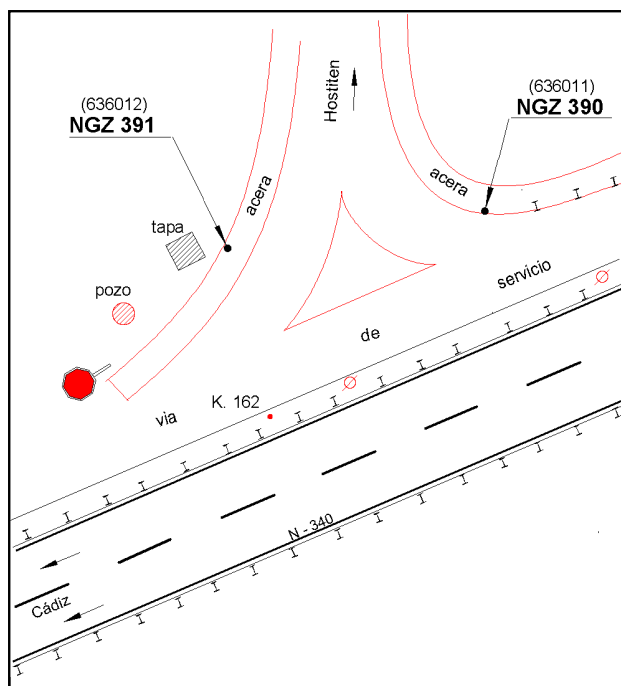 (636012)
NGZ 391
Hostiten
(636011)
NGZ 390
acera
acera
tapa
pozo
servicio
de
via
K. 162
N - 340
Cádiz